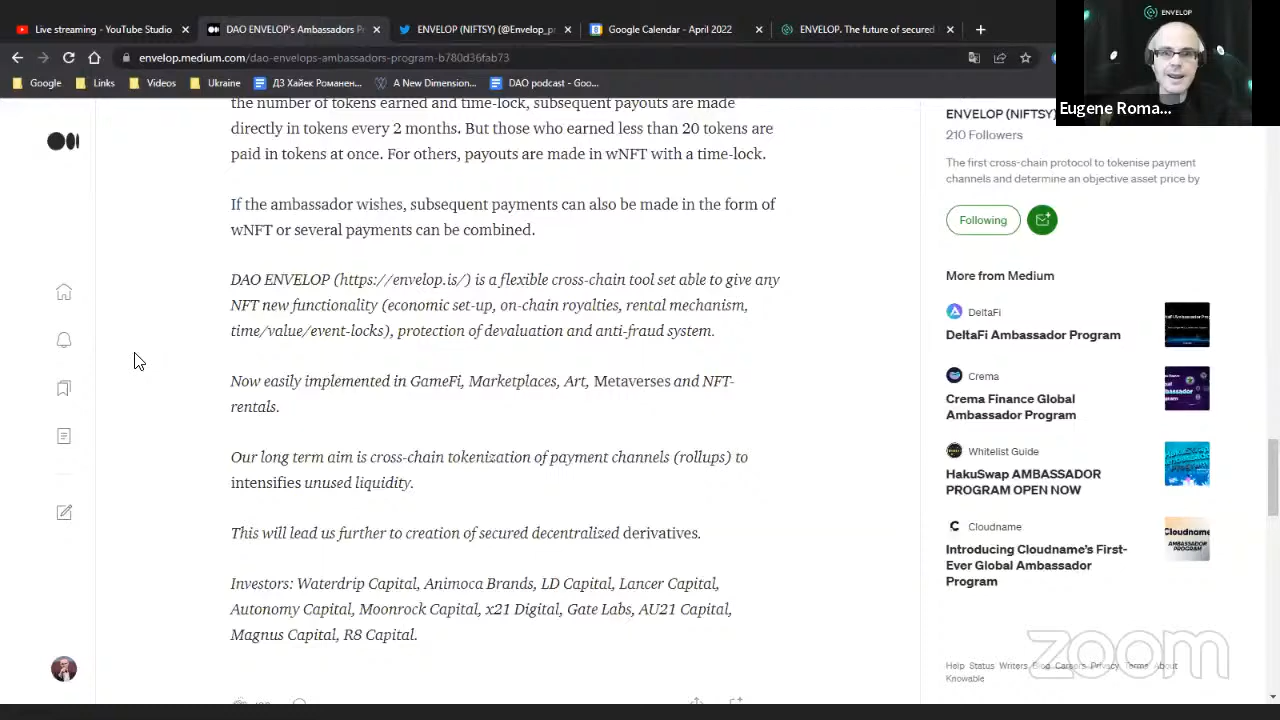 Live streaming - YouTube Studio
DAO ENVELOP's Ambassadors P
ENVELOP (NIFTSY) (@Envelop_p
Google Calendar - April 2022
ENVELOP. The future of secured
envelop.medium.com/dao-envelops-ambassadors-program-b780d36fab73
Google
Links
Videos
Ukraine
ДЗ Хайек Романо...
A New Dimension...
DAO podcast - Goo...
ENVELOP
Eugene Roma...
the number of tokens earned and time-lock, subsequent payouts are made
directly in tokens every 2 months. But those who earned less than 20 tokens are
paid in tokens at once. For others, payouts are made in wNFT with a time-lock.
If the ambassador wishes, subsequent payments can also be made in the form of
wNFT or several payments can be combined.
DAO ENVELOP (https://envelop.is/) is a flexible cross-chain tool set able to give any
NFT new functionality (economic set-up, on-chain royalties, rental mechanism,
time/value/event-locks), protection of devaluation and anti-fraud system.
Now easily implemented in GameFi, Marketplaces, Art, Metaverses and NFT-
rentals.
Our long term aim is cross-chain tokenization of payment channels (rollups) to
intensifies unused liquidity.
This will lead us further to creation of secured decentralized derivatives.
Investors: Waterdrip Capital, Animoca Brands, LD Capital, Lancer Capital,
Autonomy Capital, Moonrock Capital, x21 Digital, Gate Labs, AU21 Capital,
Magnus Capital, R8 Capital.
ENVELOP (NIFTSY)
210 Followers
The first cross-chain protocol to tokenise payment
channels and determine an objective asset price by
Following
More from Medium
DeltaFi
DeltaFi Ambassador Program
Crema
Crema Finance Global
Ambassador Program
Whitelist Guide
HakuSwap AMBASSADOR
PROGRAM OPEN NOW
Cloudname
Introducing Cloudname's First-
Ever Global Ambassador
Program
Cloudname
AMBASSADOR
PROGRAM
Help Status Writers Blog Careers Privacy Terms About
Knowable
zoom